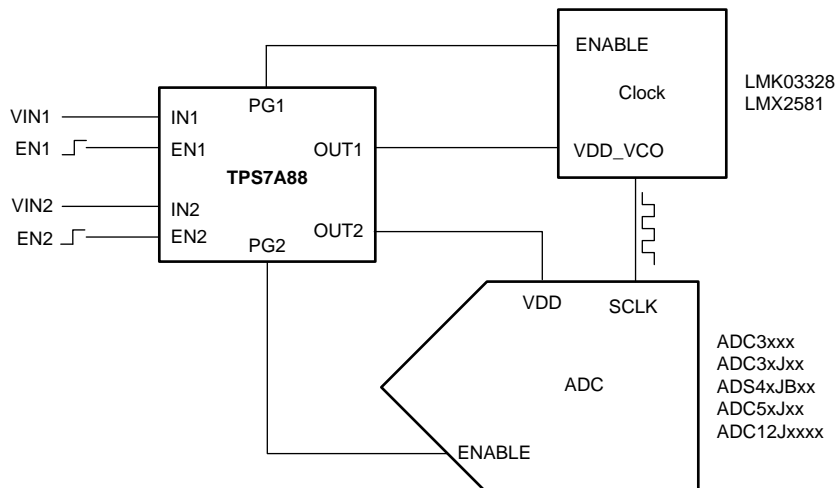 ENABLE
Clock
LMK03328
LMX2581
PG1
VIN1
IN1
EN1
EN1
OUT1
VDD_VCO
TPS7A88
VIN2
IN2
EN2
EN2
OUT2
PG2
VDD
SCLK
ADC
ADC3xxx
ADC3xJxx
ADS4xJBxx
ADC5xJxx
ADC12Jxxxx
ENABLE